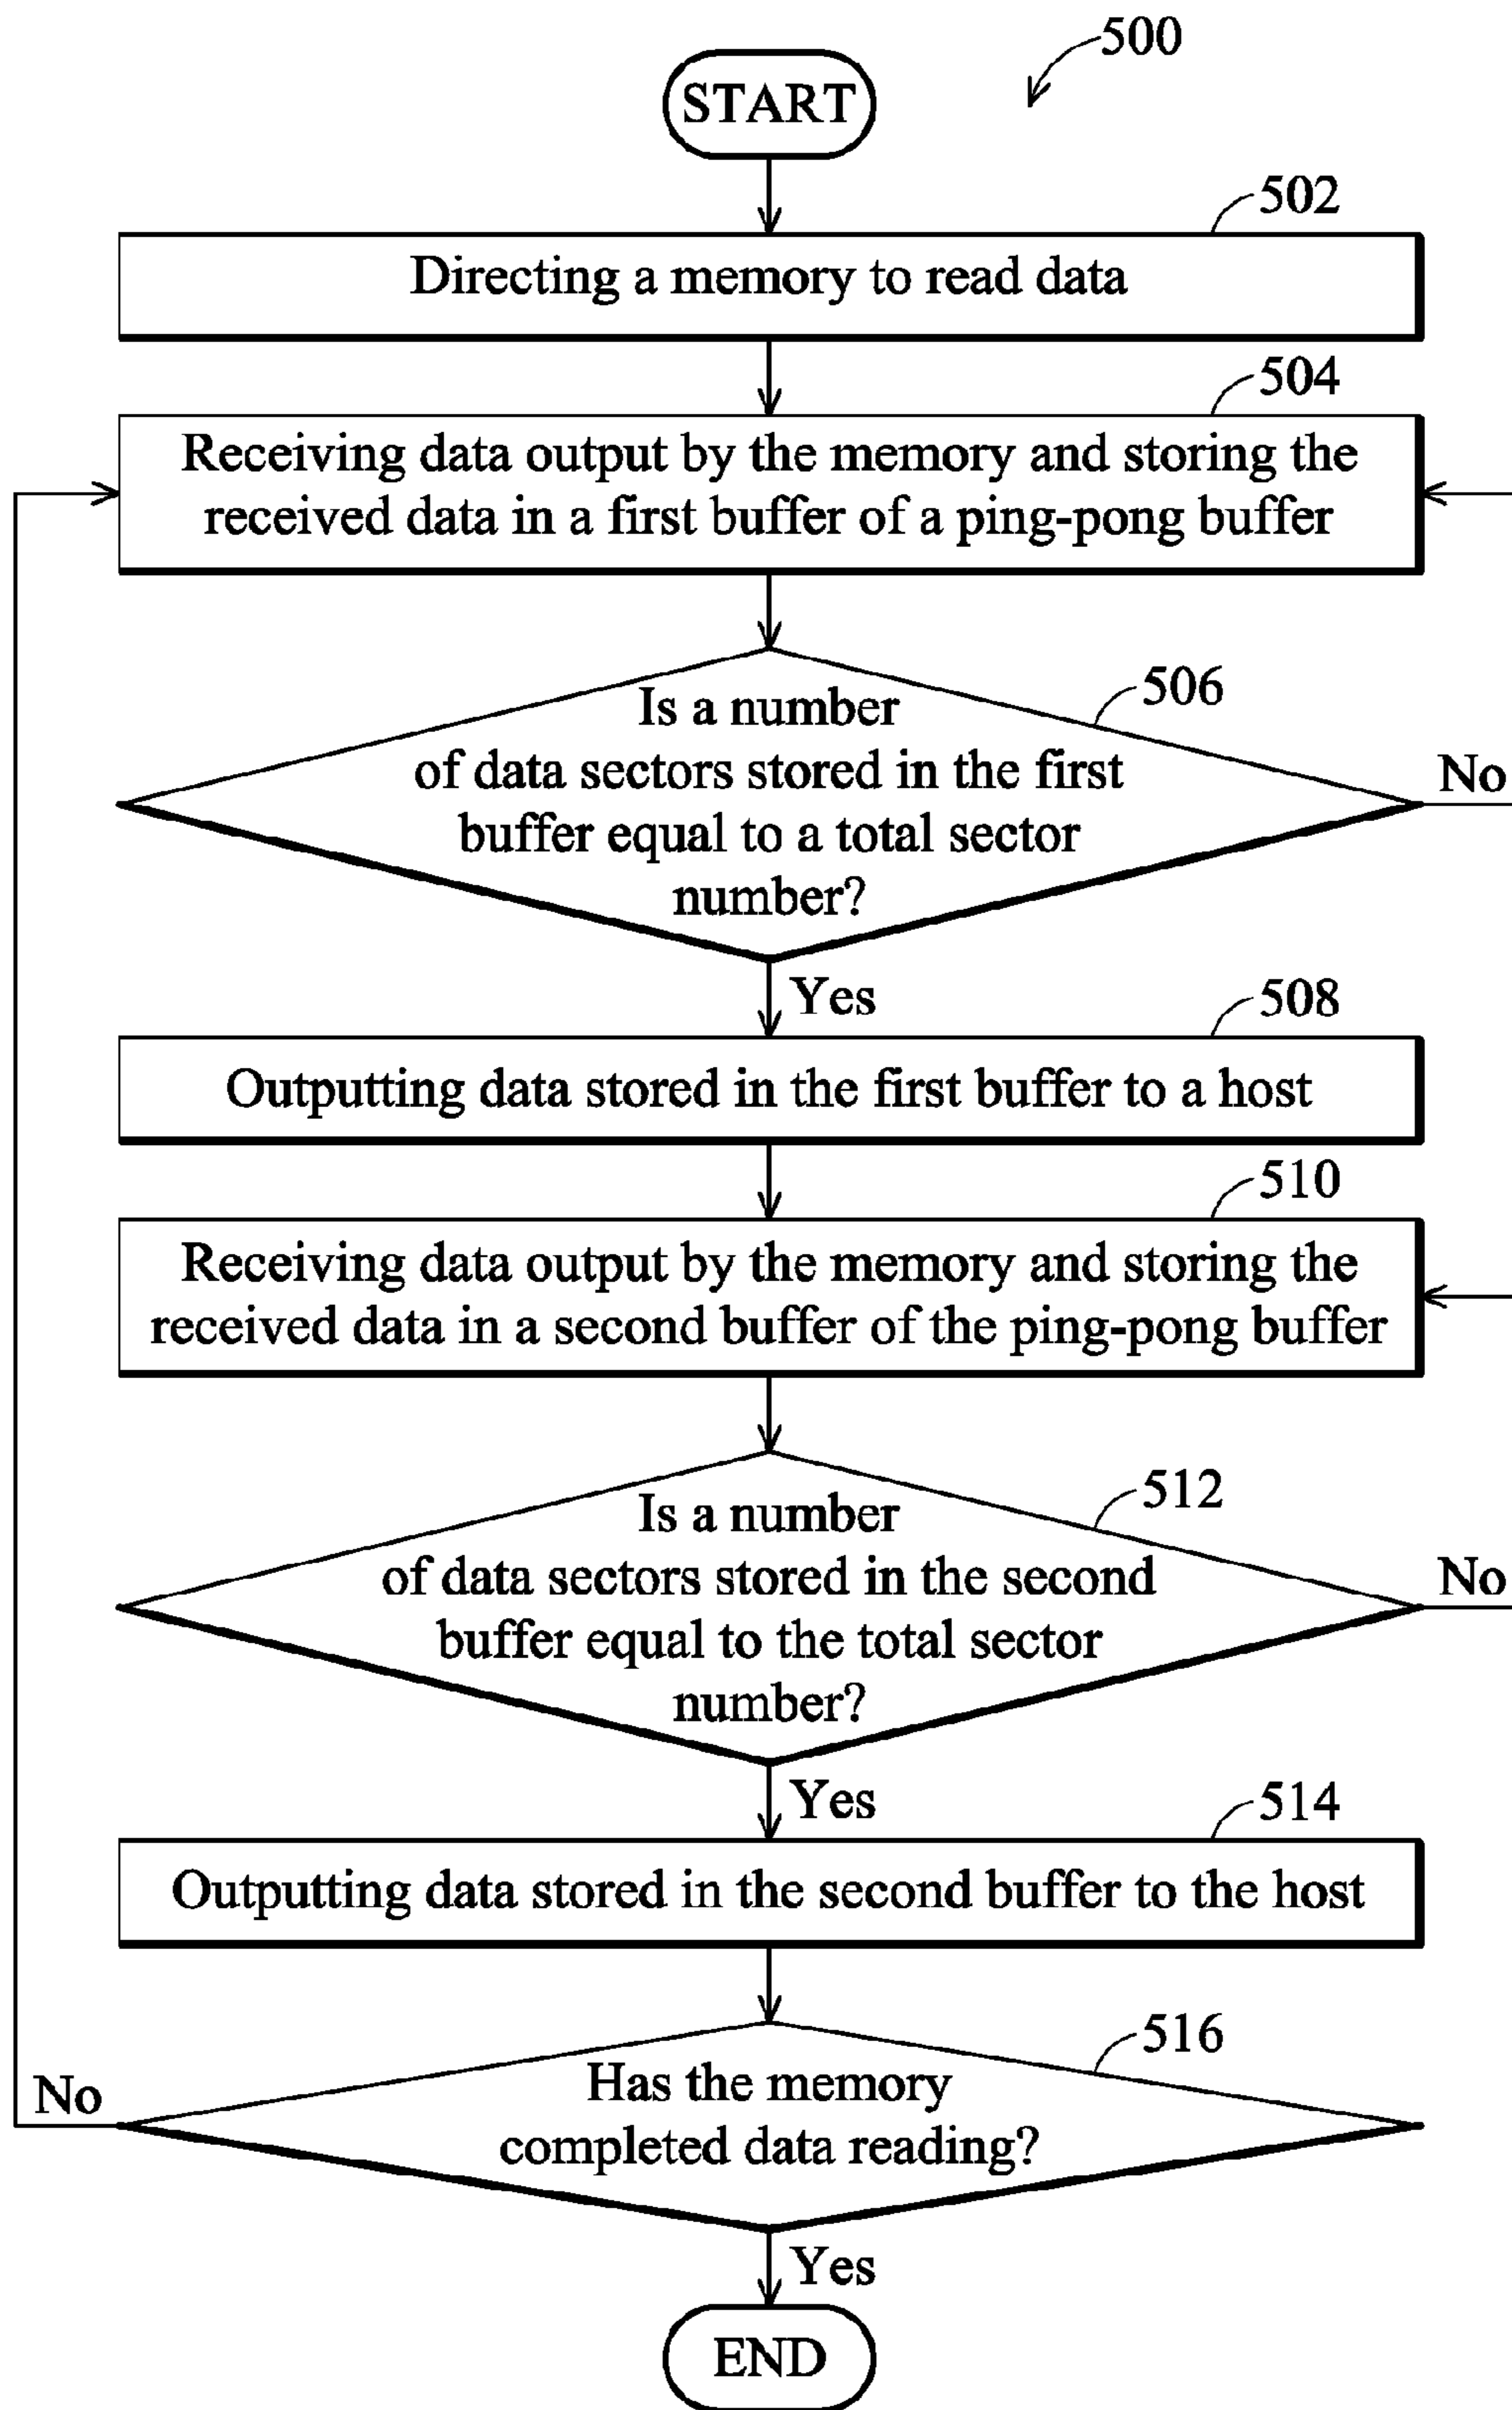 500
START
502
Directing a memory to read data
504
Receiving data output by the memory and storing the
received data in a first buffer of a ping-pong buffer
506
Is a number
of data sectors stored in the first
buffer equal to a total sector
number?
No
Yes
508
Outputting data stored in the first buffer to a host
510
Receiving data output by the memory and storing the
received data in a second buffer of the ping-pong buffer
512
Is a number
of data sectors stored in the second
buffer equal to the total sector
number?
No
Yes
514
Outputting data stored in the second buffer to the host
516
Has the memory
completed data reading?
No
Yes
END